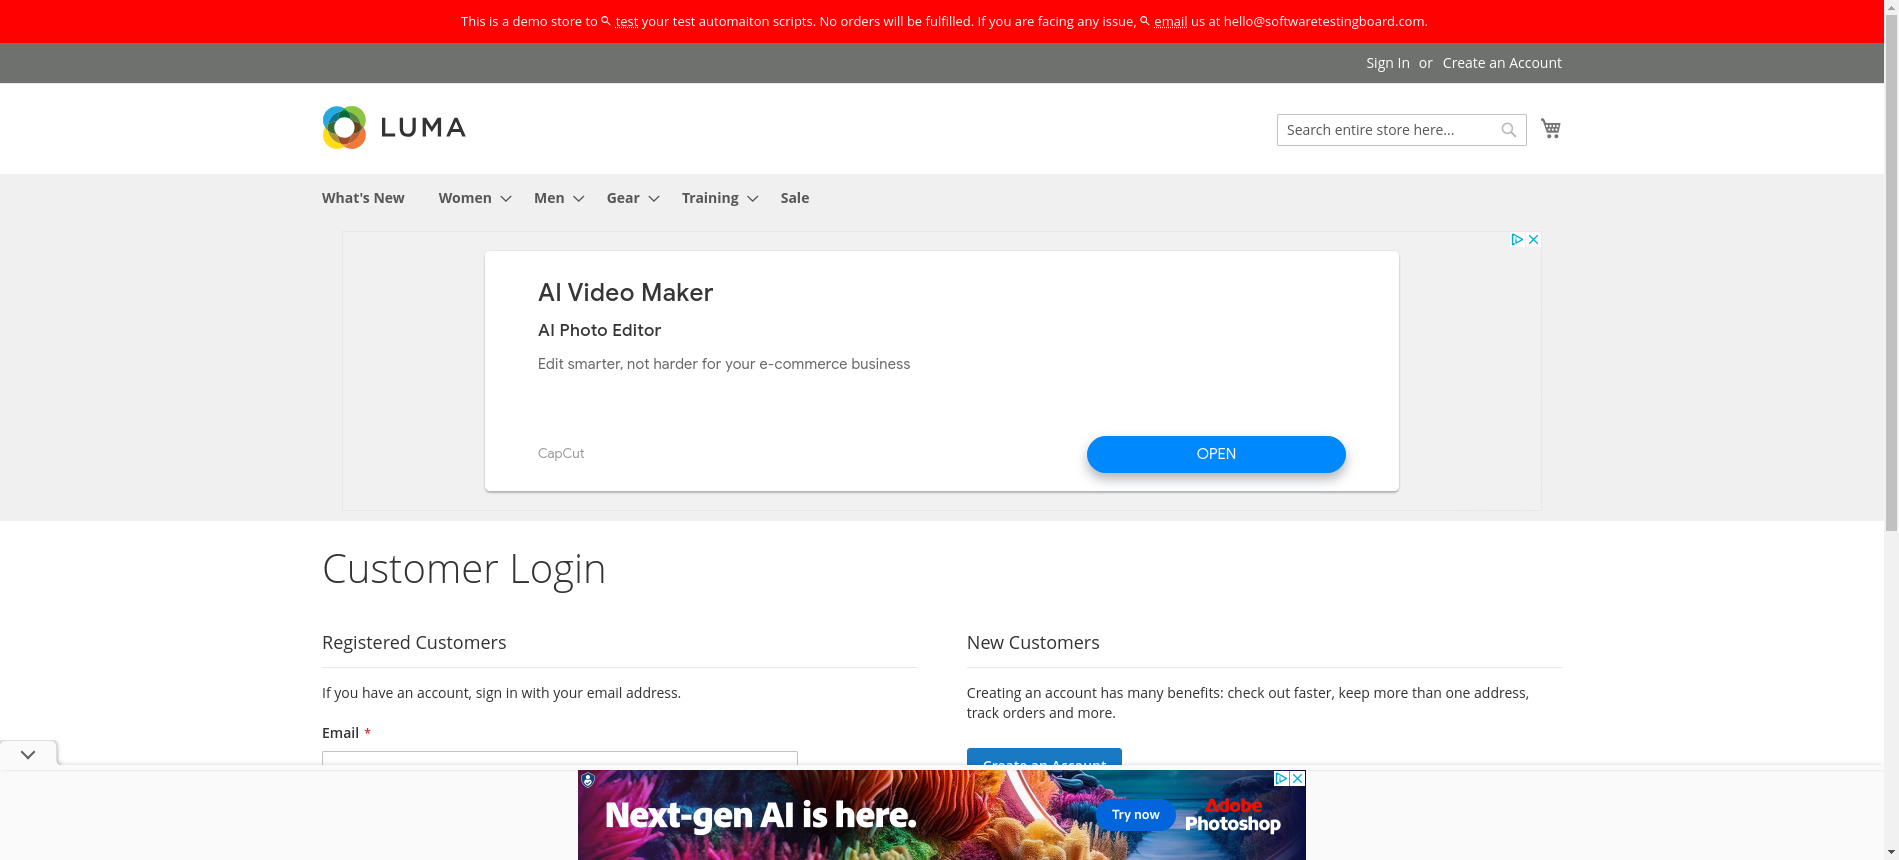 This is a demo store to test your test automaiton scripts. No orders will be fulfilled. If you are facing any issue, email us at hello@softwaretestingboard.com.
Sign In or Create an Account
LUMA
Search entire store here...
What's New Women Men Gear Training Sale
AI Video Maker
AI Photo Editor
Edit smarter, not harder for your e-commerce business
CapCut
OPEN
Customer Login
Registered Customers
If you have an account, sign in with your email address.
Email *
New Customers
Creating an account has many benefits: check out faster, keep more than one address,
track orders and more.
Create an Account
Next-gen AI is here.
Try now
Adobe
Photoshop